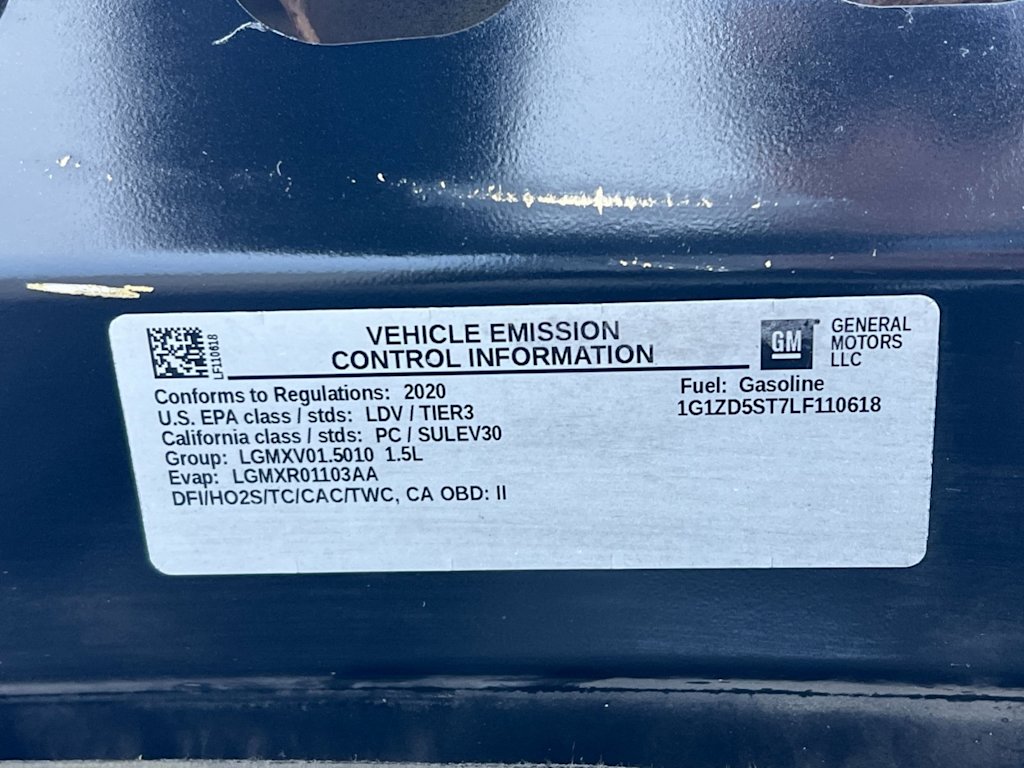 LF110618
VEHICLE EMISSION
CONTROL INFORMATION
GM
GENERAL
MOTORS
LLC
Conforms to Regulations: 2020
U.S. EPA class / stds: LDV / TIER3
California class / stds: PC / SULEV30
Group: LGMXV01.5010 1.5L
Evap: LGMXR01103AA
DFI/HO2S/TC/CAC/TWC, CA OBD: II
Fuel: Gasoline
1G1ZD5ST7LF110618